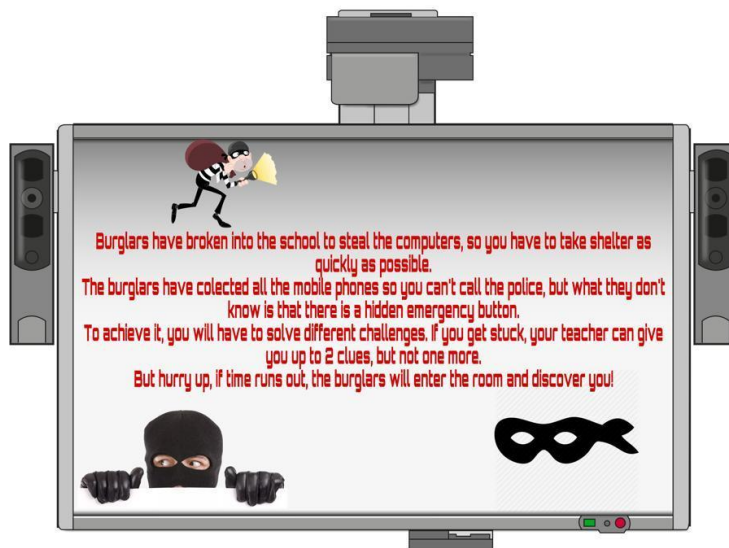 Burglars have broken into the school to steal the computers, so you have to take shelter as
quickly as possible.
The burglars have colected all the mobile phones so you can't call the police, but what they don't
know is that there is a hidden emergency button.
To achieve it, you will have to solve different challenges. If you get stuck, your teacher can give
you up to 2 clues, but not one more.
But hurry up, if time runs out, the burglars will enter the room and discover you!